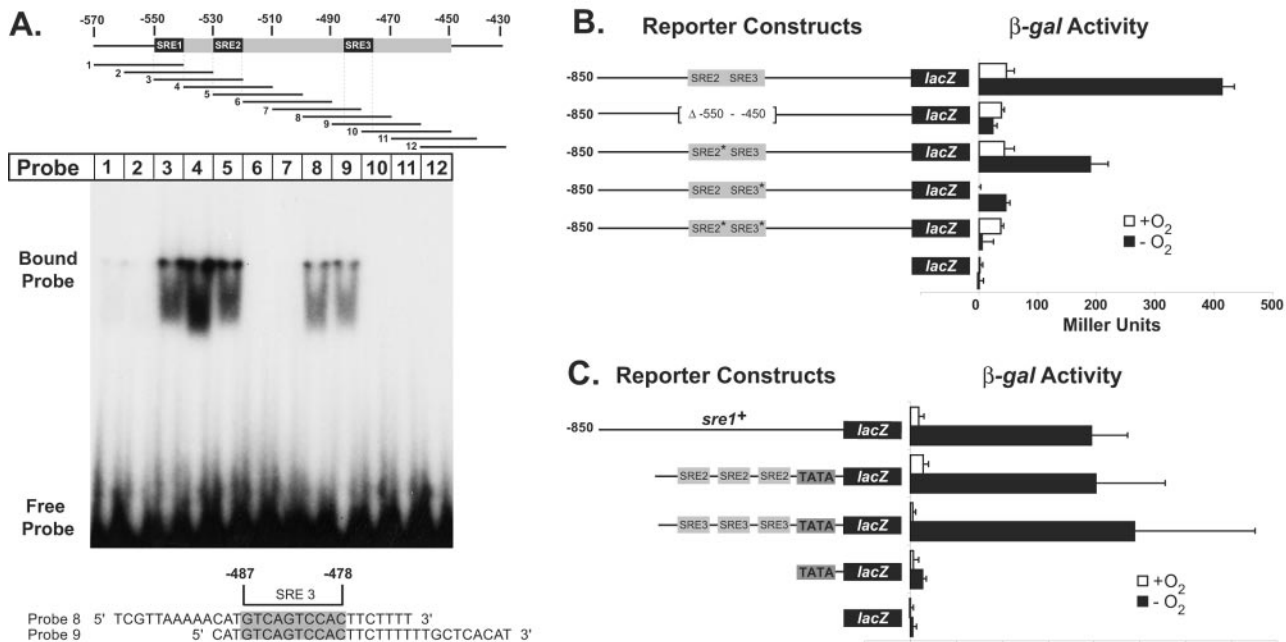 A.
-570 -550 -530 -510 -490 -470 -450 -430
SRE1 SRE2 SRE3
1
2
3
4
5
6
7
8
9
10
11
12
Probe 1 2 3 4 5 6 7 8 9 10 11 12
Bound
Probe
Free
Probe
-487 -478
SRE 3
Probe 8 5' TCGTTAAAAACATGTCAGTCCACTTCTTTT 3'
Probe 9 5' CATGTCAGTCCACTTCTTTTTTGCTCACAT 3'
B. Reporter Constructs β-gal Activity
-850 SRE2 SRE3 lacZ
-850 [ Δ -550 - -450 ] lacZ
-850 SRE2* SRE3 lacZ
-850 SRE2 SRE3* lacZ
-850 SRE2* SRE3* lacZ
lacZ
+O2
- O2
0 100 200 300 400 500
Miller Units
C. Reporter Constructs β-gal Activity
sre1+
-850 lacZ
SRE2 SRE2 SRE2 TATA lacZ
SRE3 SRE3 SRE3 TATA lacZ
TATA lacZ
lacZ
+O2
- O2